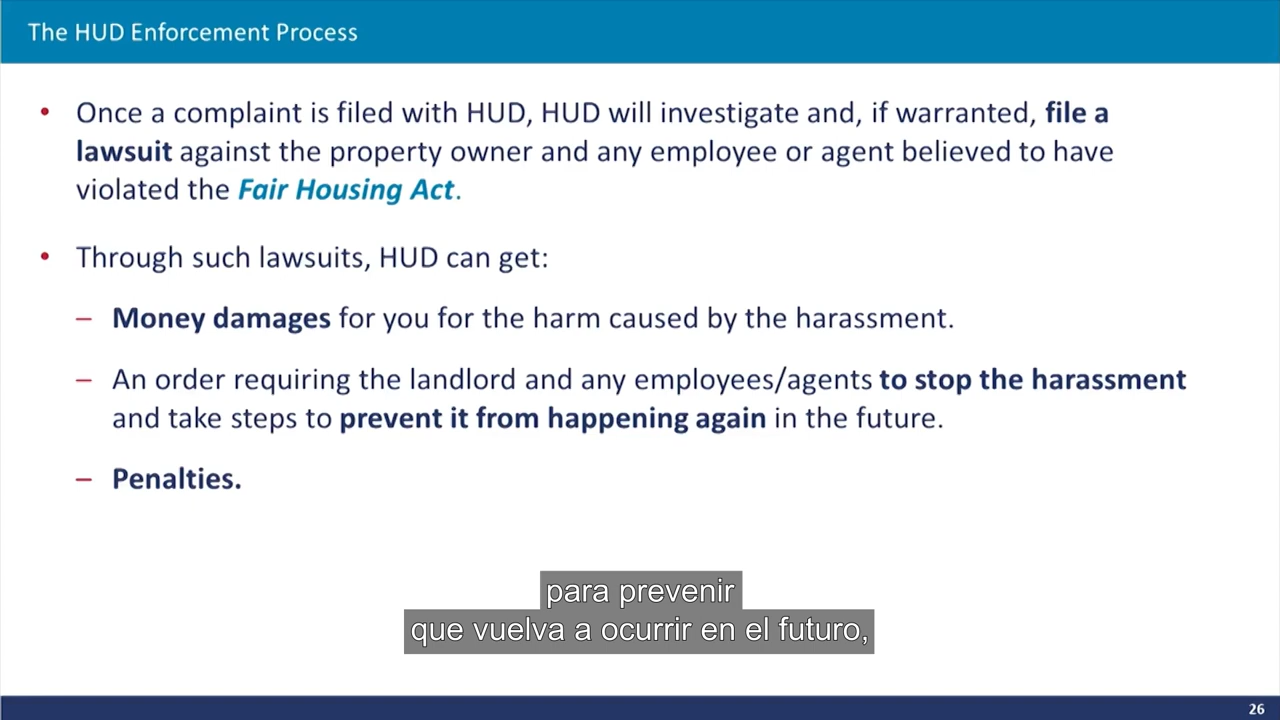 The HUD Enforcement Process
• Once a complaint is filed with HUD, HUD will investigate and, if warranted, file a
lawsuit against the property owner and any employee or agent believed to have
violated the Fair Housing Act.
• Through such lawsuits, HUD can get:
– Money damages for you for the harm caused by the harassment.
– An order requiring the landlord and any employees/agents to stop the harassment
and take steps to prevent it from happening again in the future.
– Penalties.
para prevenir
que vuelva a ocurrir en el futuro,
26